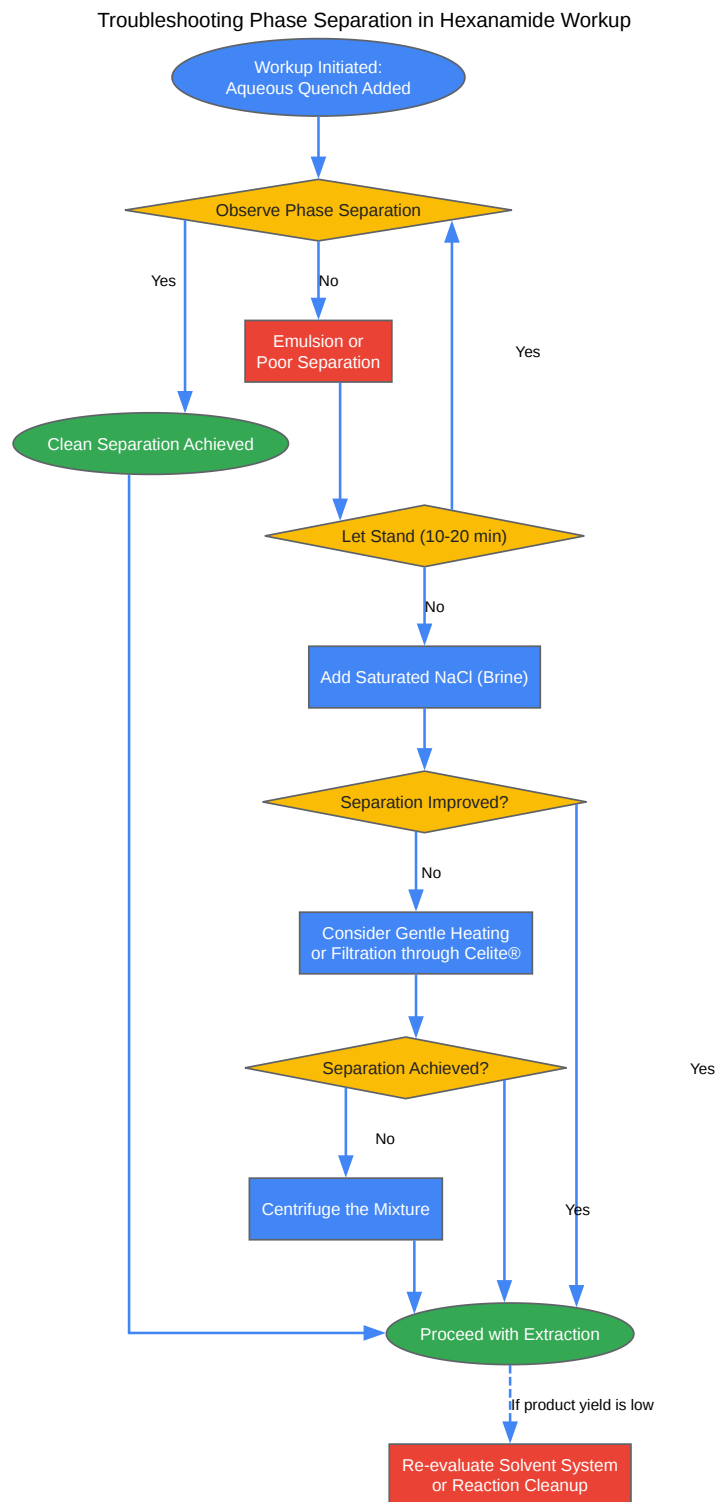 Troubleshooting Phase Separation in Hexanamide Workup
Workup Initiated:
Aqueous Quench Added
Observe Phase Separation
Yes
No
Emulsion or
Poor Separation
Yes
Clean Separation Achieved
Let Stand (10-20 min)
No
Add Saturated NaCl (Brine)
Separation Improved?
No
Consider Gentle Heating
or Filtration through Celite®
Separation Achieved?
Yes
No
Centrifuge the Mixture
Yes
Proceed with Extraction
If product yield is low
Re-evaluate Solvent System
or Reaction Cleanup